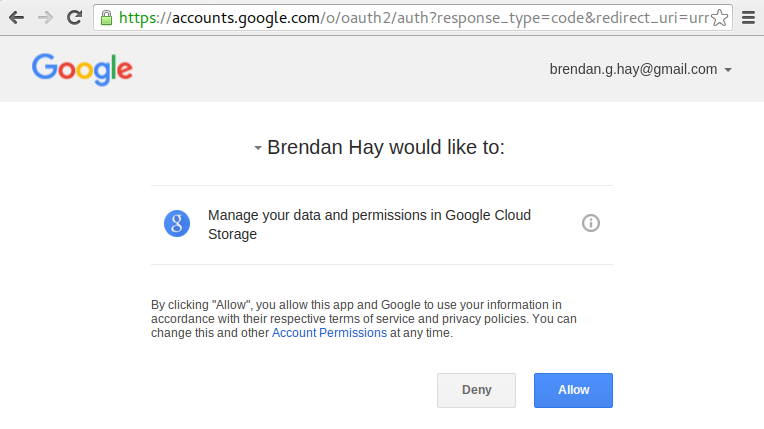 https://accounts.google.com/o/oauth2/auth?response_type=code&redirect_uri=urr
Google
brendan.g.hay@gmail.com
Brendan Hay would like to:
g
Manage your data and permissions in Google Cloud
Storage
By clicking "Allow", you allow this app and Google to use your information in
accordance with their respective terms of service and privacy policies. You can
change this and other Account Permissions at any time.
Deny
Allow